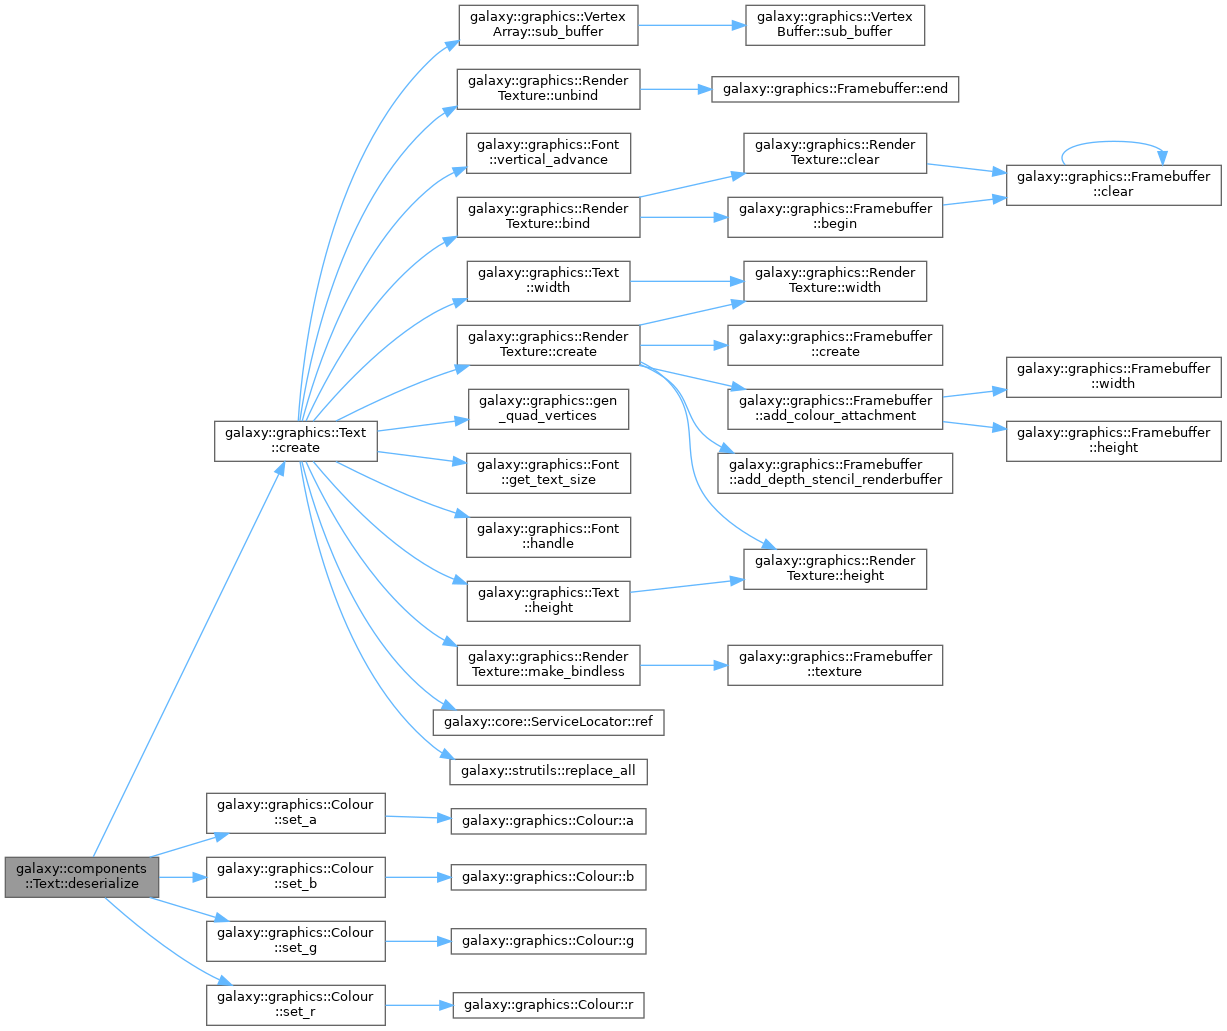 galaxy::components
::Text::deserialize
galaxy::graphics::Text
::create
galaxy::graphics::Vertex
Array::sub_buffer
galaxy::graphics::Vertex
Buffer::sub_buffer
galaxy::graphics::Render
Texture::unbind
galaxy::graphics::Framebuffer::end
galaxy::graphics::Font
::vertical_advance
galaxy::graphics::Render
Texture::bind
galaxy::graphics::Render
Texture::clear
galaxy::graphics::Framebuffer
::clear
galaxy::graphics::Framebuffer
::begin
galaxy::graphics::Text
::width
galaxy::graphics::Render
Texture::width
galaxy::graphics::Render
Texture::create
galaxy::graphics::Framebuffer
::create
galaxy::graphics::Framebuffer
::add_colour_attachment
galaxy::graphics::Framebuffer
::width
galaxy::graphics::Framebuffer
::height
galaxy::graphics::Framebuffer
::add_depth_stencil_renderbuffer
galaxy::graphics::Render
Texture::height
galaxy::graphics::gen
_quad_vertices
galaxy::graphics::Font
::get_text_size
galaxy::graphics::Font
::handle
galaxy::graphics::Text
::height
galaxy::graphics::Render
Texture::make_bindless
galaxy::graphics::Framebuffer
::texture
galaxy::core::ServiceLocator::ref
galaxy::strutils::replace_all
galaxy::graphics::Colour
::set_a
galaxy::graphics::Colour::a
galaxy::graphics::Colour
::set_b
galaxy::graphics::Colour::b
galaxy::graphics::Colour
::set_g
galaxy::graphics::Colour::g
galaxy::graphics::Colour
::set_r
galaxy::graphics::Colour::r